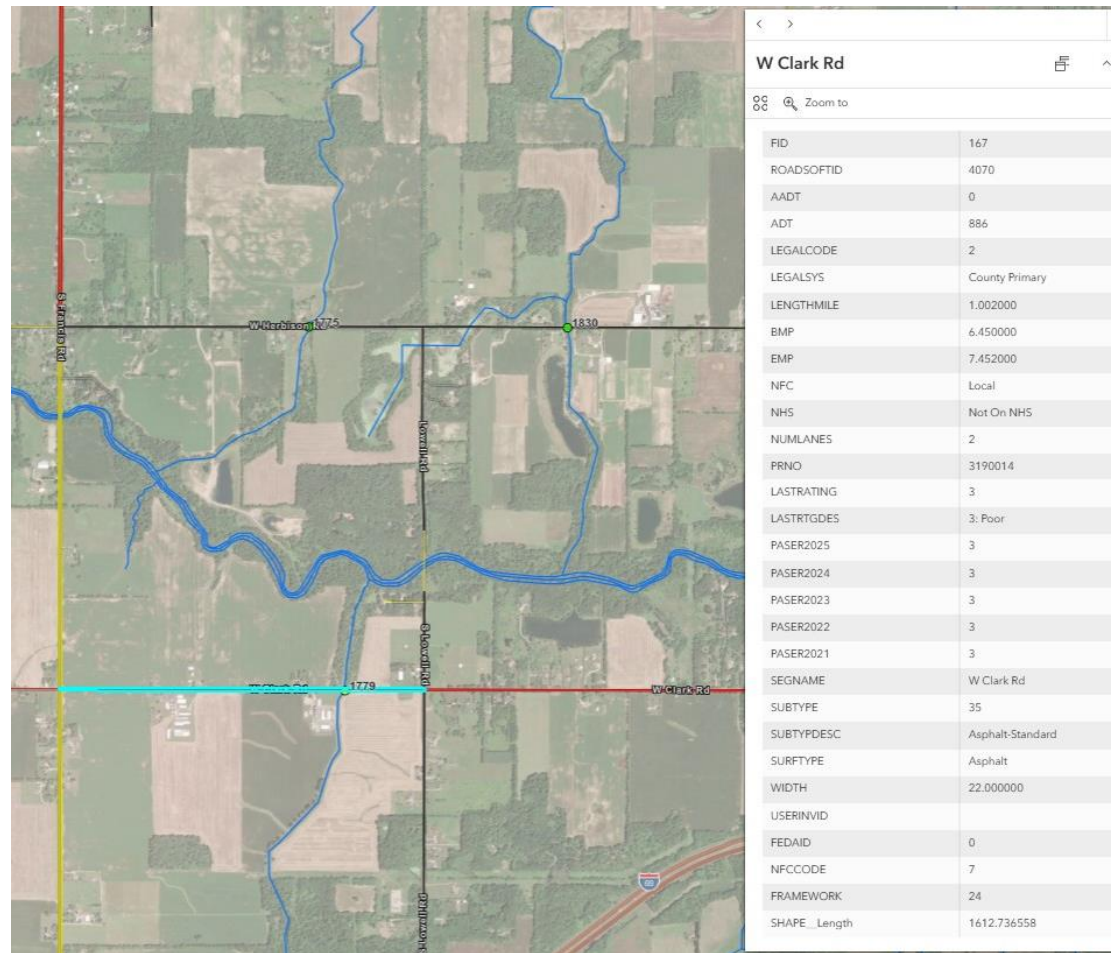 W Clark Rd
Zoom to
FID 167
ROADSOFTID 4070
AADT 0
ADT 886
LEGALCODE 2
LEGALSYS County Primary
LENGTHMILE 1.002000
BMP 6.450000
EMP 7.452000
NFC Local
NHS Not On NHS
NUMLANES 2
PRNO 3190014
LASTRATING 3
LASTRTGDES 3: Poor
PASER2025 3
PASER2024 3
PASER2023 3
PASER2022 3
PASER2021 3
SEGNAME W Clark Rd
SUBTYPE 35
SUBTYPDESC Asphalt-Standard
SURFTYPE Asphalt
WIDTH 22.000000
USERINVID
FEDAID 0
NFCCODE 7
FRAMEWORK 24
SHAPE__Length 1612.736558
S Francis Rd
W Herbison Rd
1775
1830
Lowell Rd
S Lowell Rd
1779
W Clark Rd
Lowell Rd